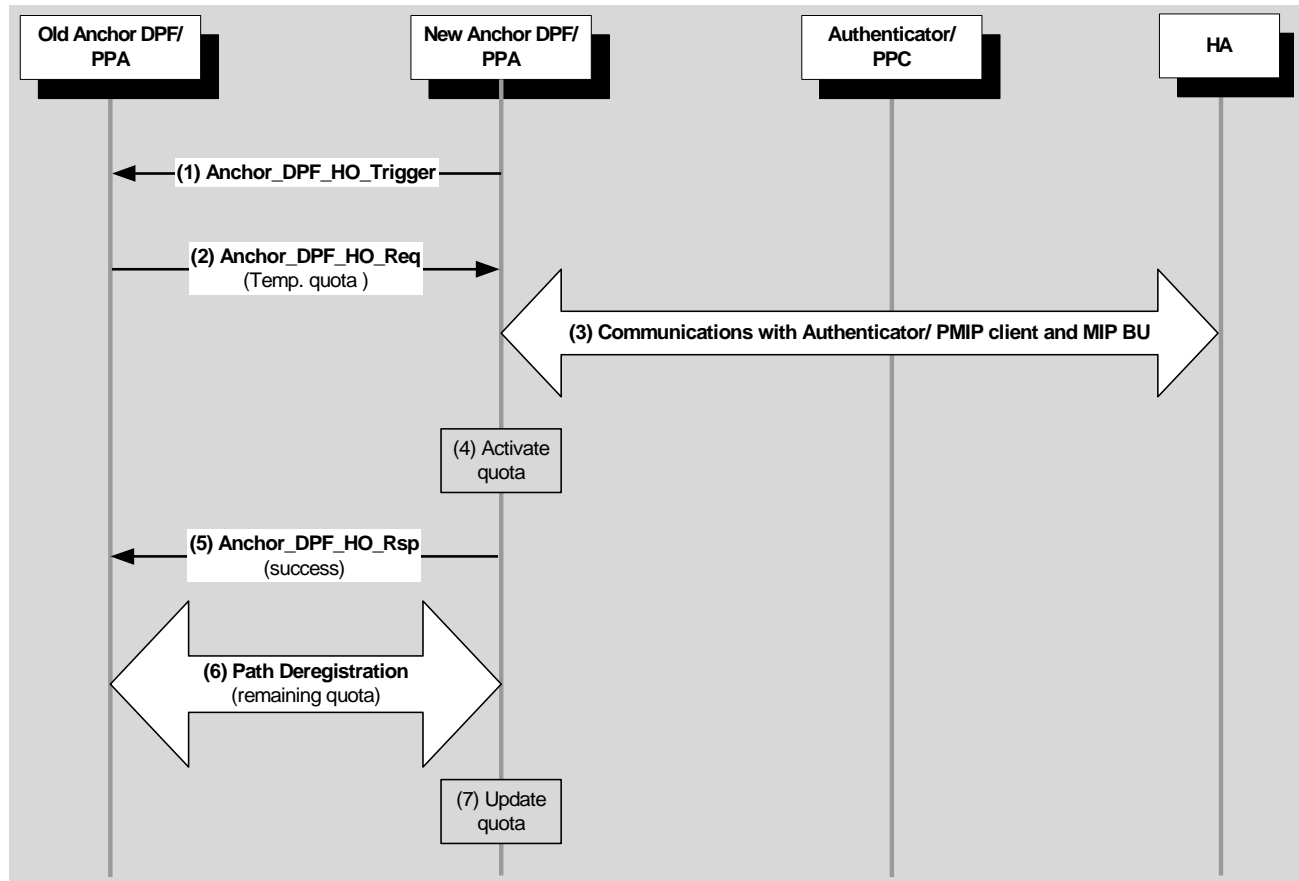 Old Anchor DPF/
PPA
New Anchor DPF/
PPA
Authenticator/
PPC
HA
(1) Anchor_DPF_HO_Trigger
(2) Anchor_DPF_HO_Req
(Temp. quota )
(3) Communications with Authenticator/ PMIP client and MIP BU
(4) Activate
quota
(5) Anchor_DPF_HO_Rsp
(success)
(6) Path Deregistration
(remaining quota)
(7) Update
quota